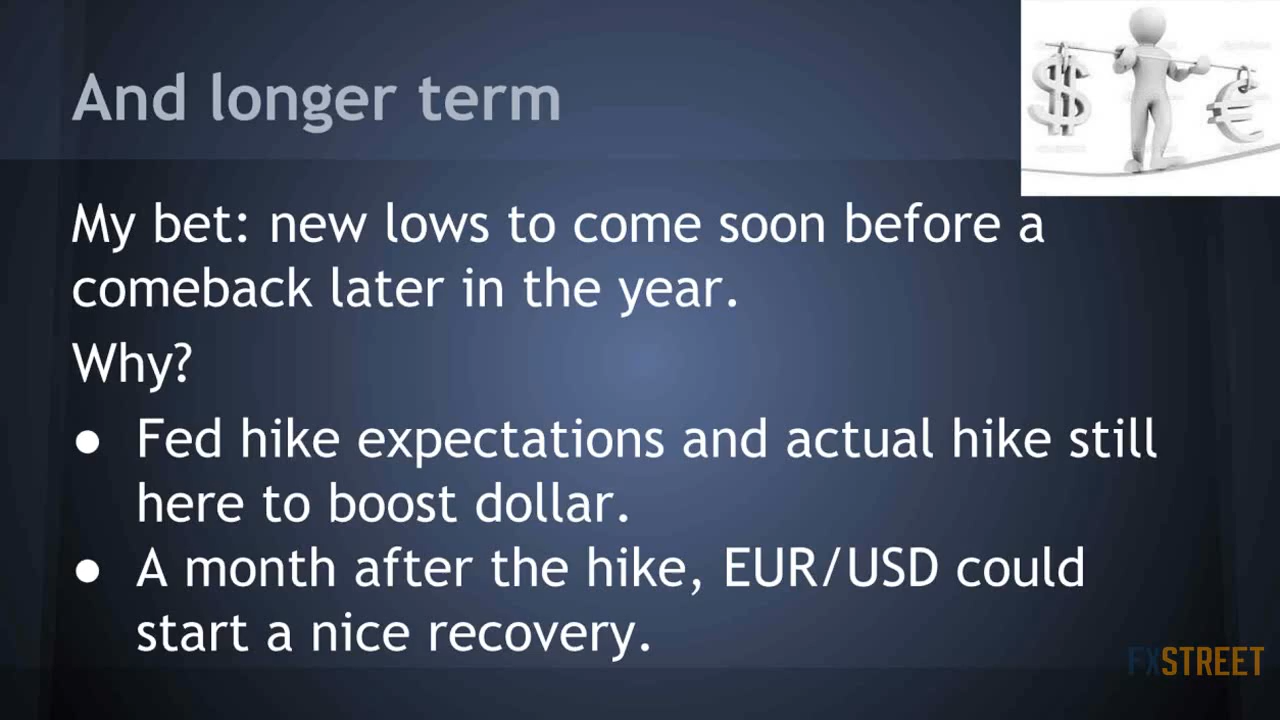 And longer term
$
€
My bet: new lows to come soon before a
comeback later in the year.
Why?
● Fed hike expectations and actual hike still
here to boost dollar.
● A month after the hike, EUR/USD could
start a nice recovery.
FXSTREET